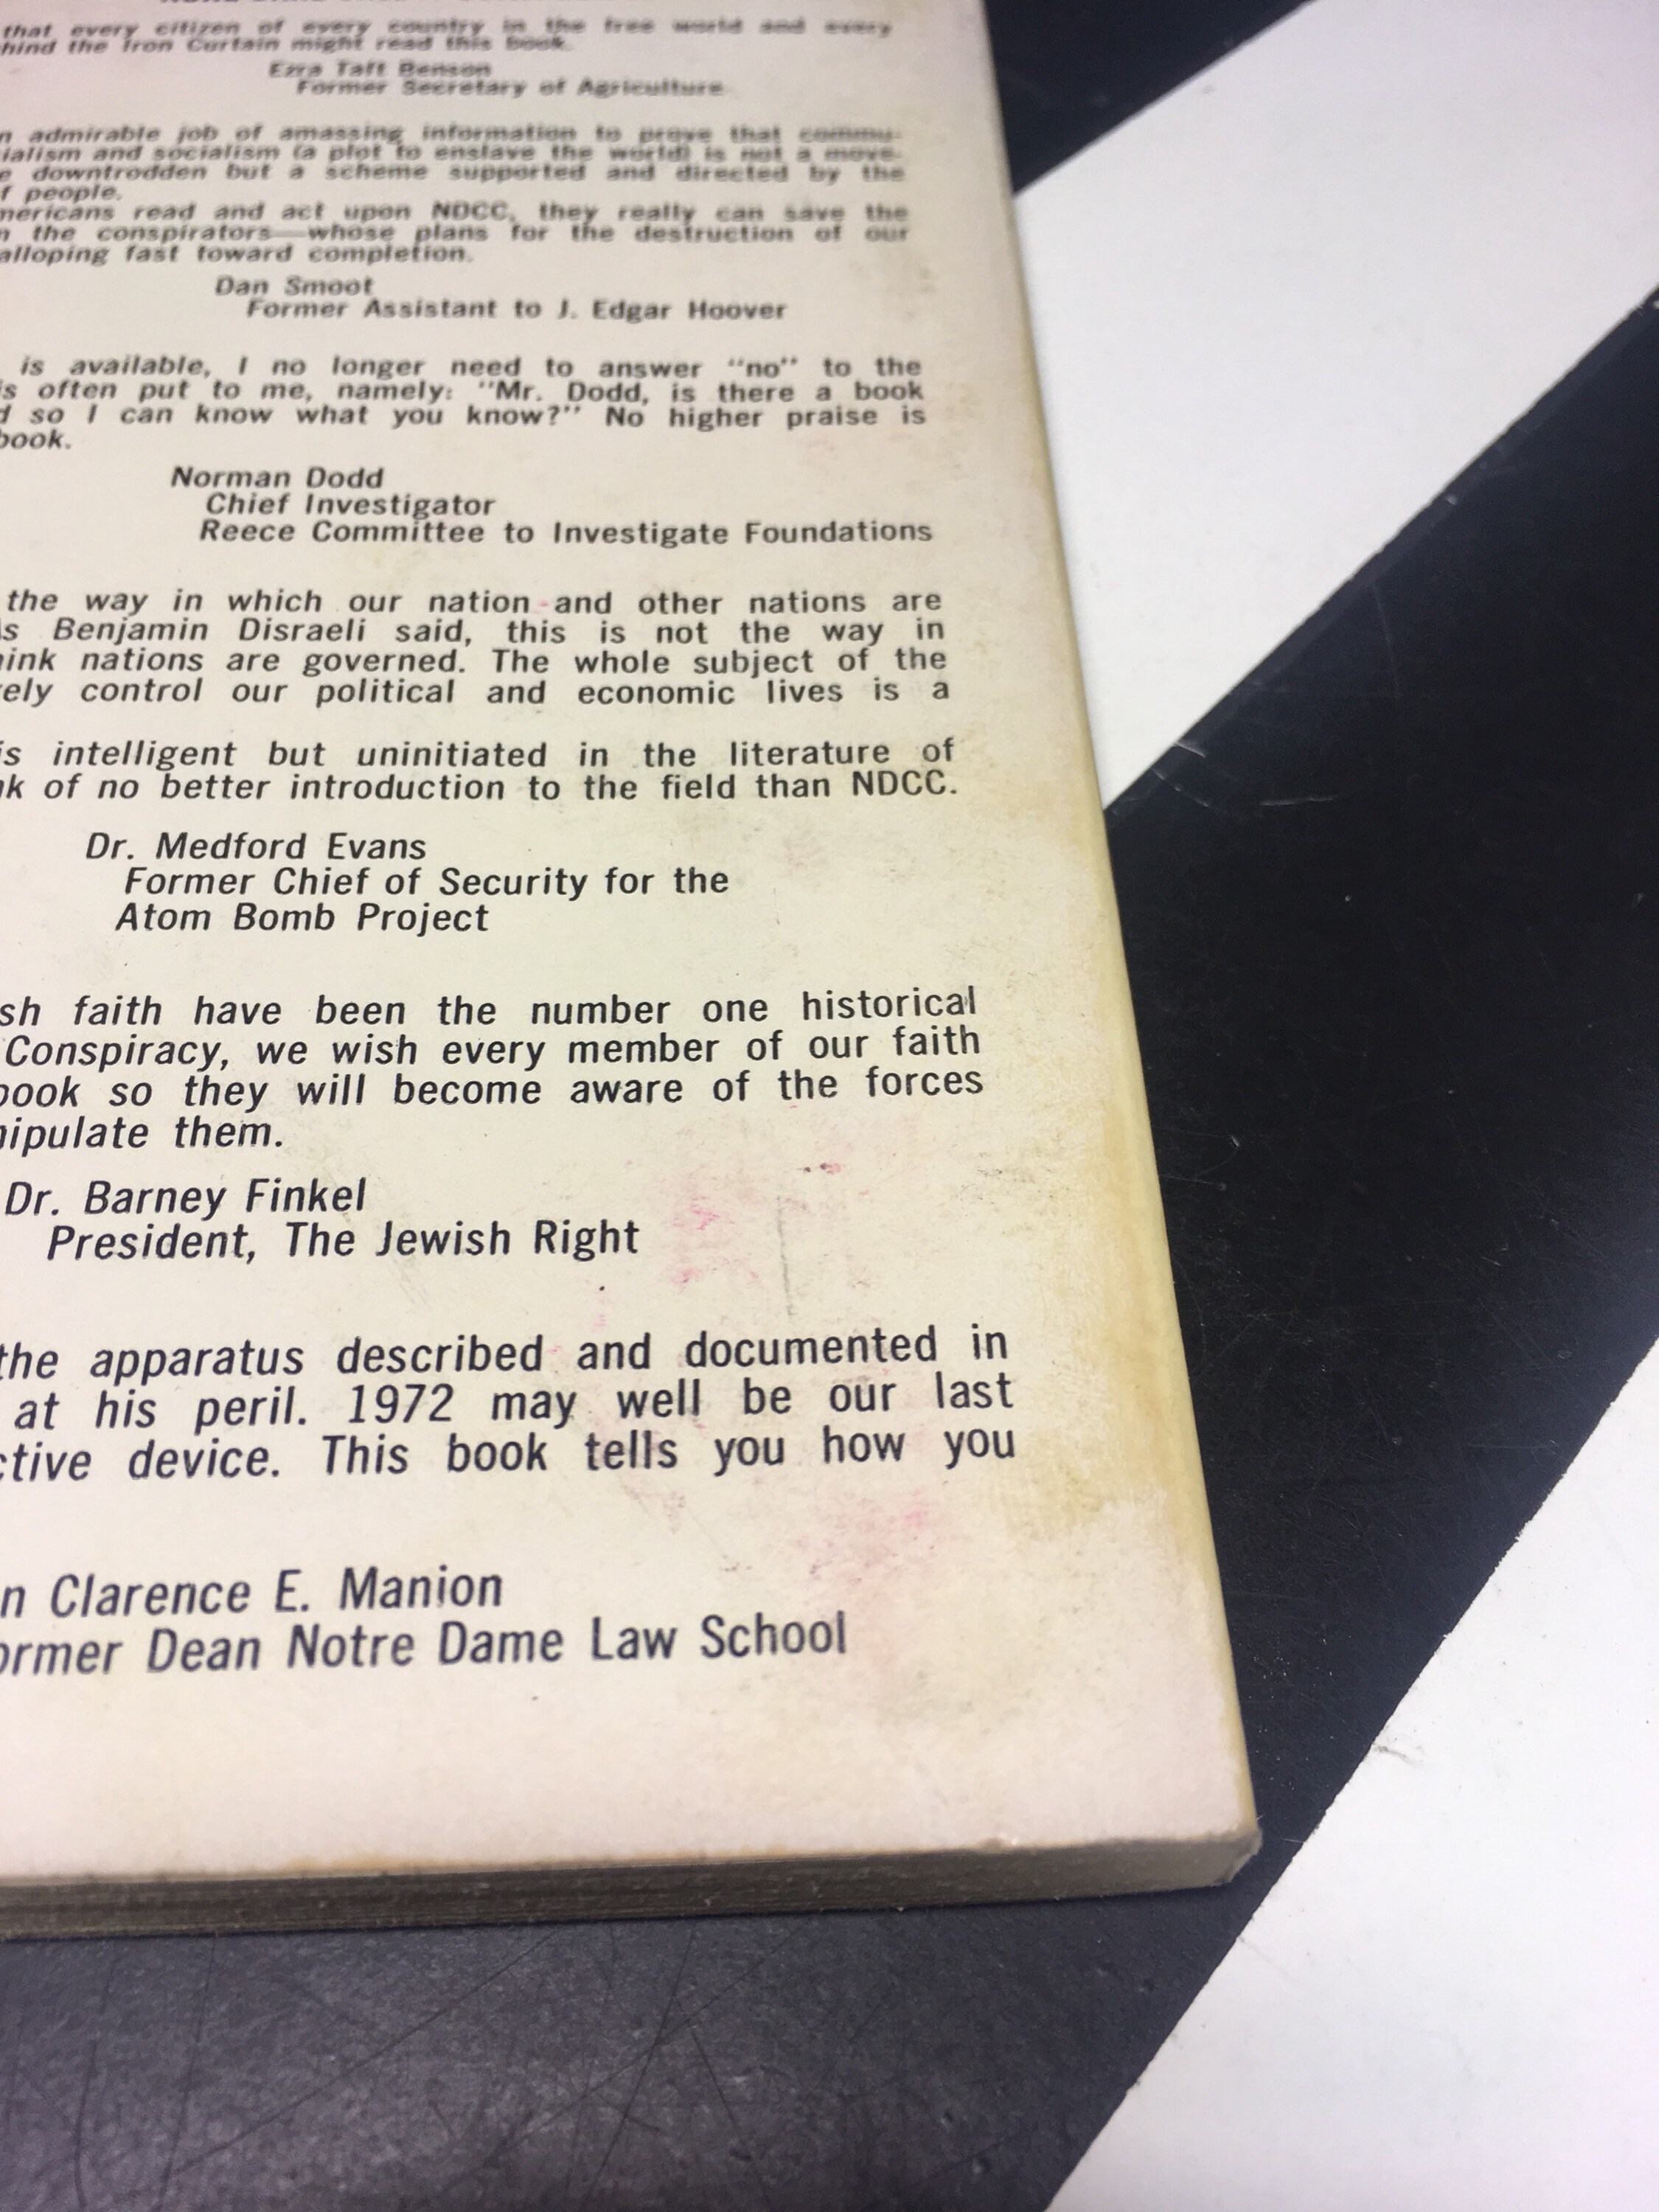 that every citizen of every country in the free world and every
hind the Iron Curtain might read this book.
Ezra Taft Benson
Former Secretary of Agriculture
n admirable job of amassing information to prove that commu-
ialism and socialism (a plot to enslave the world) is not a move-
e downtrodden but a scheme supported and directed by the
f people.
mericans read and act upon NDCC, they really can save the
n the conspirators—whose plans for the destruction of our
alloping fast toward completion.
Dan Smoot
Former Assistant to J. Edgar Hoover
is available, I no longer need to answer "no" to the
s often put to me, namely: "Mr. Dodd, is there a book
d so I can know what you know?" No higher praise is
book.
Norman Dodd
Chief Investigator
Reece Committee to Investigate Foundations
the way in which our nation and other nations are
s Benjamin Disraeli said, this is not the way in
ink nations are governed. The whole subject of the
ely control our political and economic lives is a
is intelligent but uninitiated in the literature of
k of no better introduction to the field than NDCC.
Dr. Medford Evans
Former Chief of Security for the
Atom Bomb Project
sh faith have been the number one historical
Conspiracy, we wish every member of our faith
book so they will become aware of the forces
nipulate them.
Dr. Barney Finkel
President, The Jewish Right
the apparatus described and documented in
at his peril. 1972 may well be our last
ctive device. This book tells you how you
n Clarence E. Manion
ormer Dean Notre Dame Law School